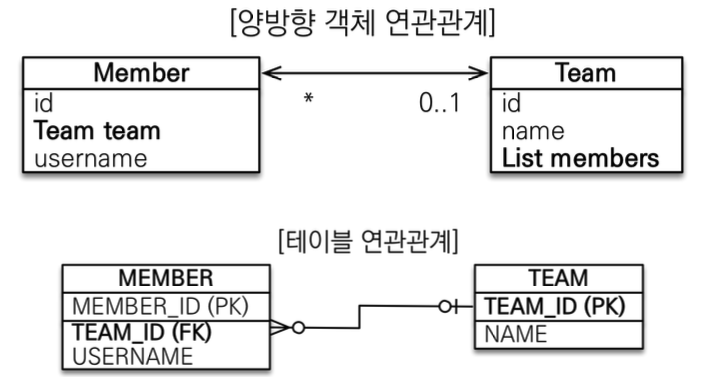 [양방향 객체 연관관계]
Member
id
Team team
username
*
0..1
Team
id
name
List members
[테이블 연관관계]
MEMBER
MEMBER_ID (PK)
TEAM_ID (FK)
USERNAME
TEAM
TEAM_ID (PK)
NAME